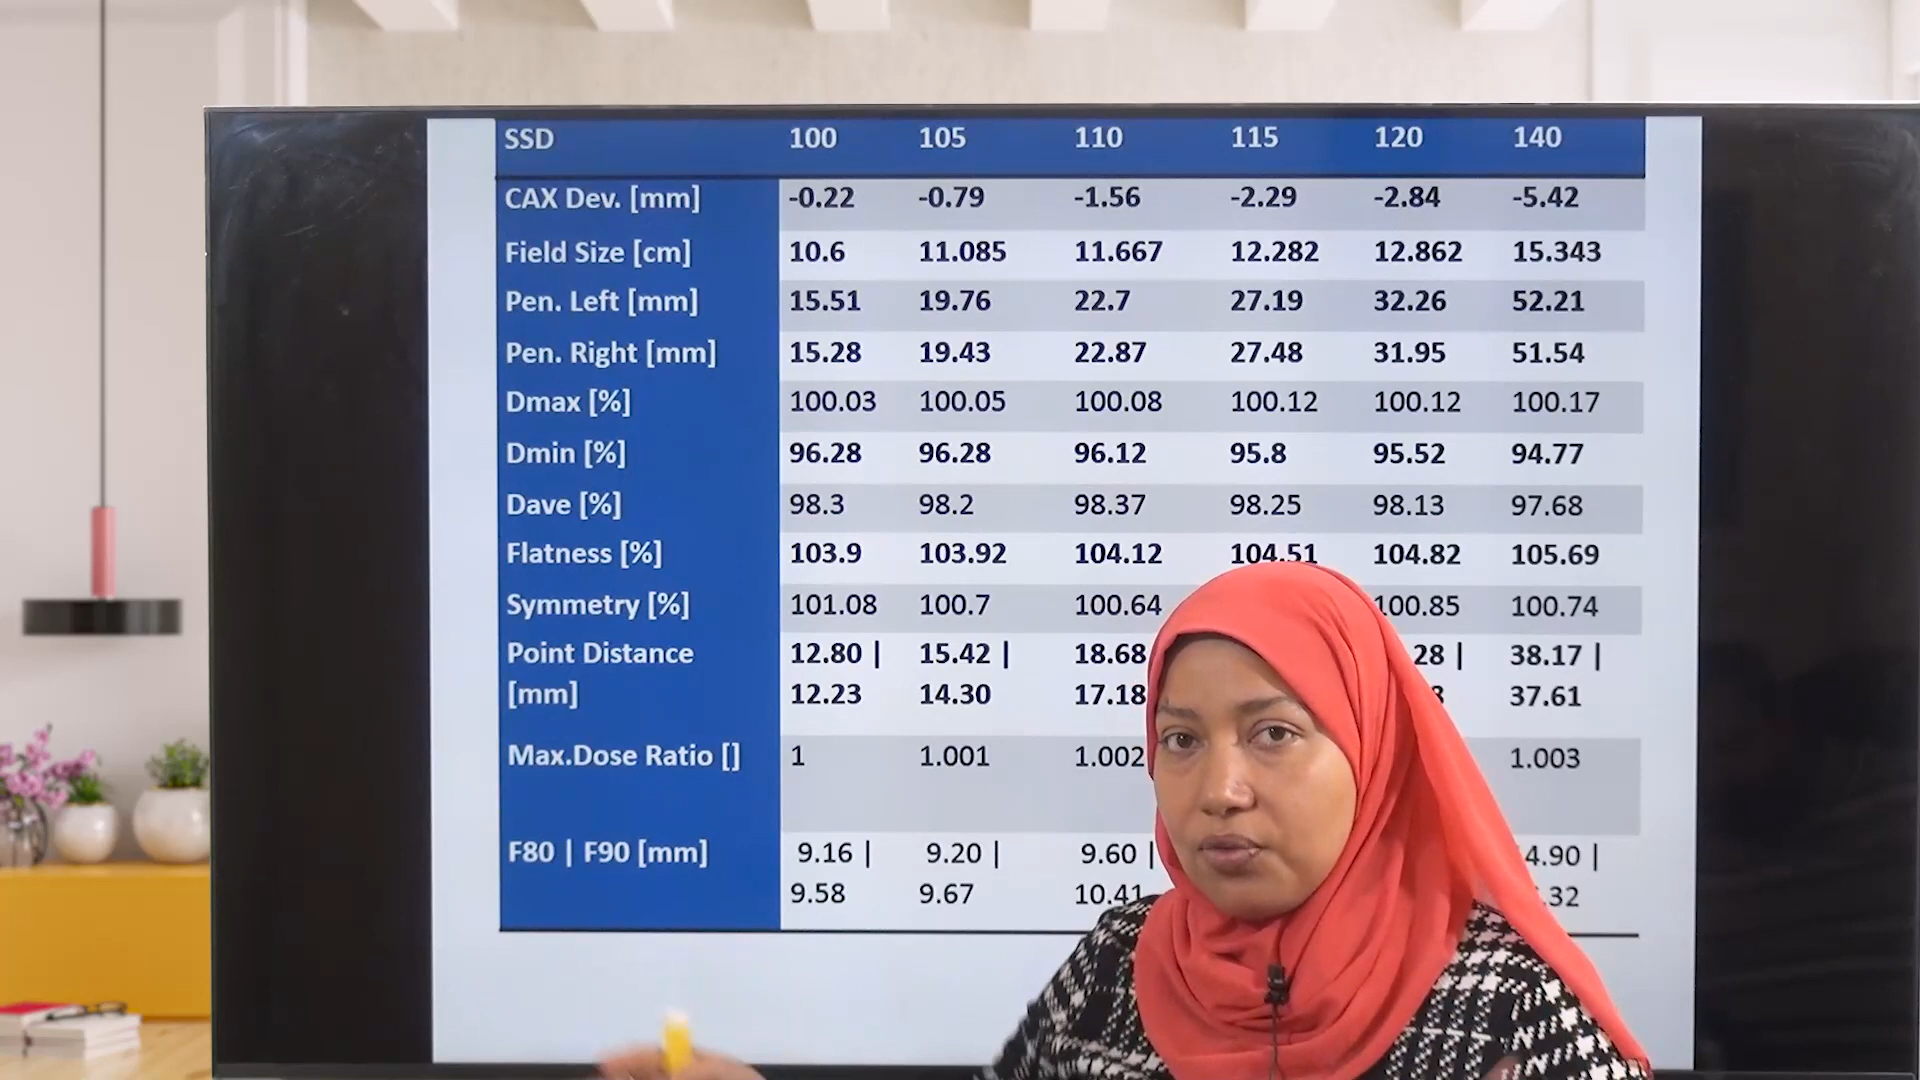 SSD 100 105 110 115 120 140
CAX Dev. [mm] -0.22 -0.79 -1.56 -2.29 -2.84 -5.42
Field Size [cm] 10.6 11.085 11.667 12.282 12.862 15.343
Pen. Left [mm] 15.51 19.76 22.7 27.19 32.26 52.21
Pen. Right [mm] 15.28 19.43 22.87 27.48 31.95 51.54
Dmax [%] 100.03 100.05 100.08 100.12 100.12 100.17
Dmin [%] 96.28 96.28 96.12 95.8 95.52 94.77
Dave [%] 98.3 98.2 98.37 98.25 98.13 97.68
Flatness [%] 103.9 103.92 104.12 104.51 104.82 105.69
Symmetry [%] 101.08 100.7 100.64 100.85 100.74
Point Distance 12.80 | 15.42 | 18.68 28 | 38.17 |
[mm] 12.23 14.30 17.18 37.61
Max.Dose Ratio [] 1 1.001 1.002 1.003
F80 | F90 [mm] 9.16 | 9.20 | 9.60 | 4.90 |
9.58 9.67 10.41 .32